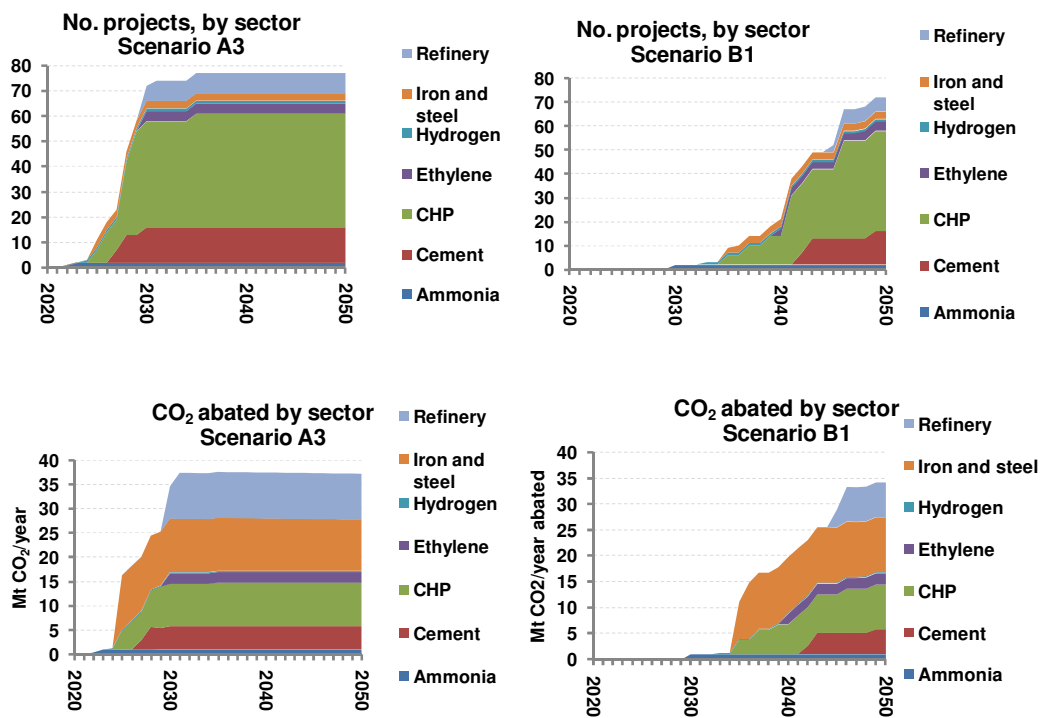 No. projects, by sector
Scenario A3
80
70
60
50
40
30
20
10
0
2020
2030
2040
2050
Refinery
Iron and
steel
Hydrogen
Ethylene
CHP
Cement
Ammonia
No. projects, by sector
Scenario B1
80
70
60
50
40
30
20
10
0
2020
2030
2040
2050
Refinery
Iron and
steel
Hydrogen
Ethylene
CHP
Cement
Ammonia
CO₂ abated by sector
Scenario A3
Mt CO₂/year
40
35
30
25
20
15
10
5
0
2020
2030
2040
2050
Refinery
Iron and
steel
Hydrogen
Ethylene
CHP
Cement
Ammonia
CO₂ abated by sector
Scenario B1
Mt CO2/year abated
40
35
30
25
20
15
10
5
0
2020
2030
2040
2050
Refinery
Iron and steel
Hydrogen
Ethylene
CHP
Cement
Ammonia